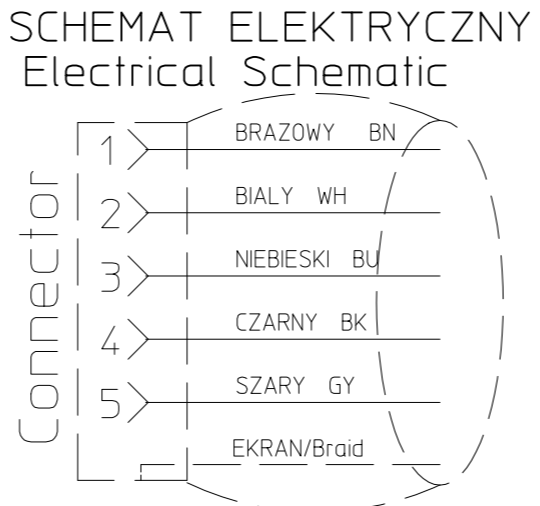 SCHEMAT ELEKTRYCZNY
Electrical Schematic
Connector
1 BRAZOWY BN
2 BIALY WH
3 NIEBIESKI BU
4 CZARNY BK
5 SZARY GY
EKRAN/Braid